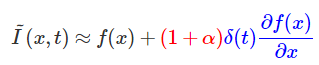 Ĩ(x,t) ≈ f(x) + (1 + α)δ(t) ∂f(x)/∂x